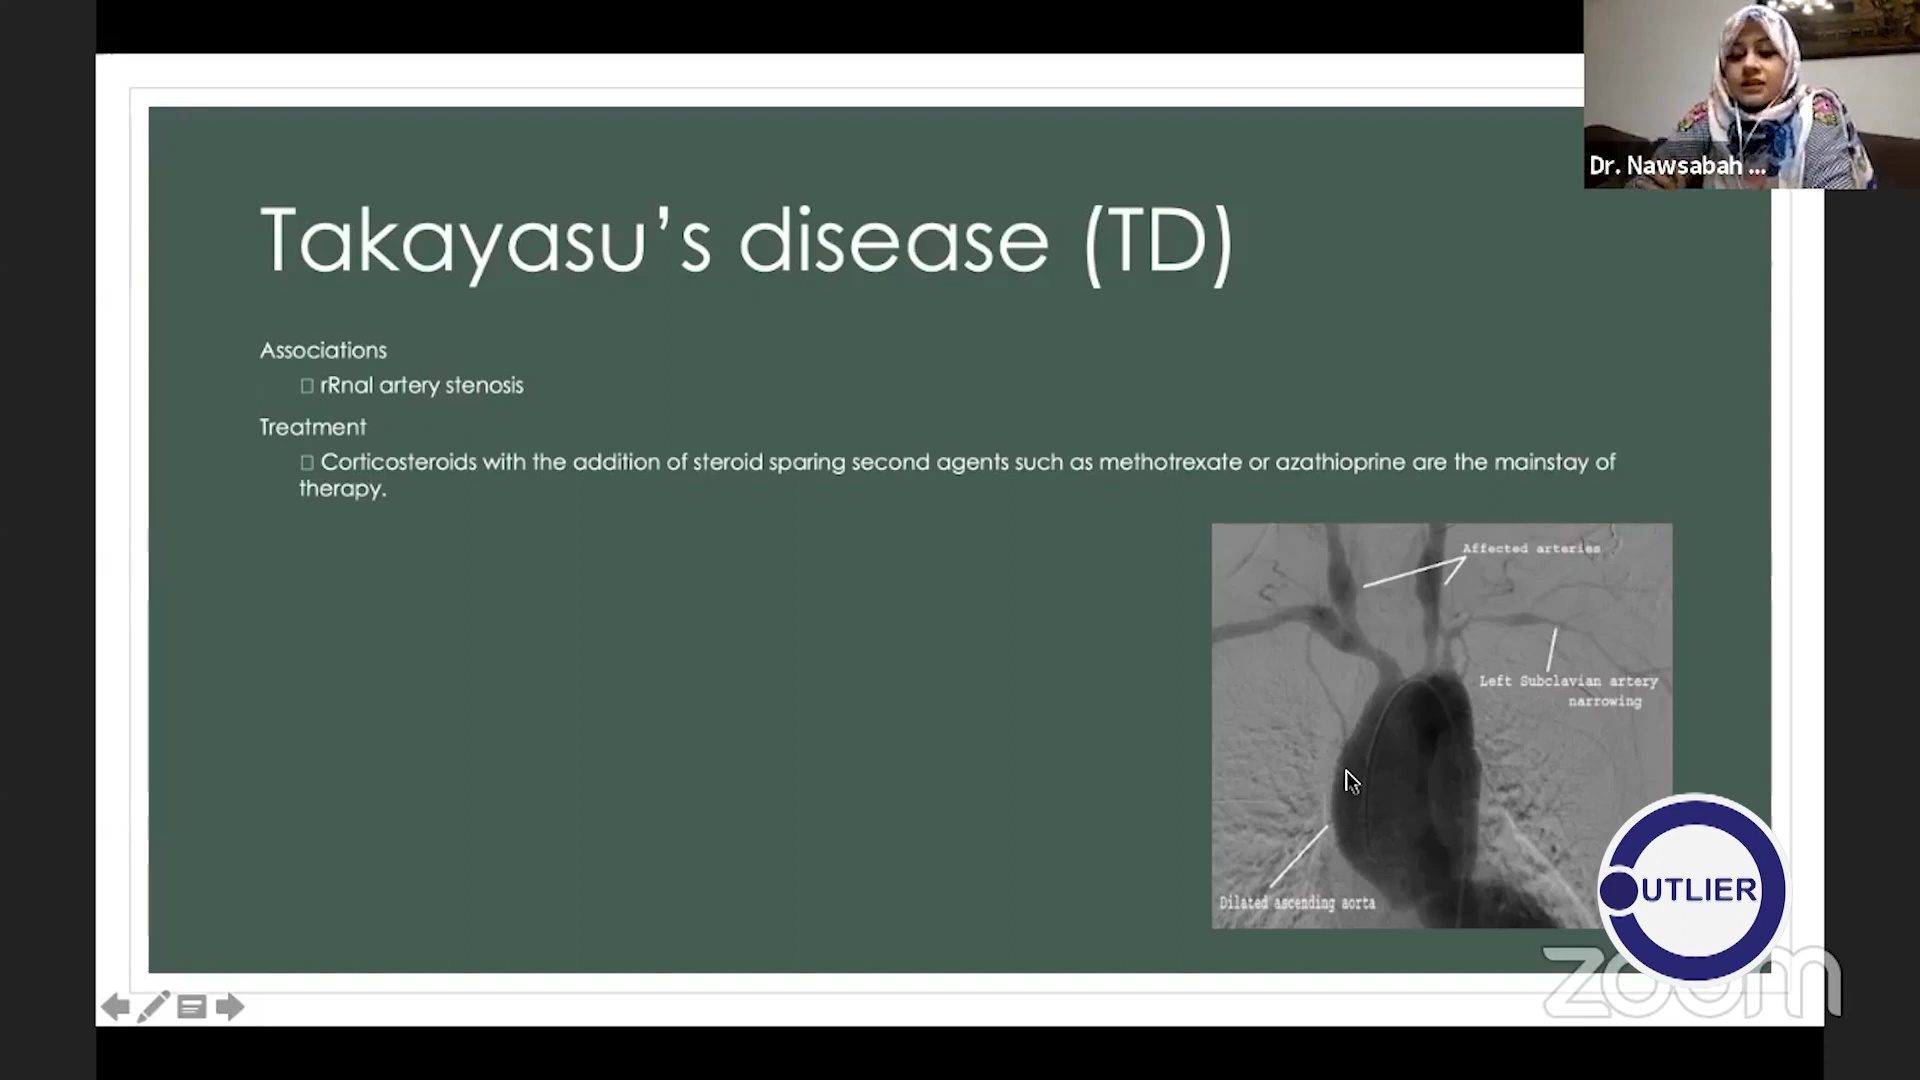 Dr. Nawsabah ...
Takayasu’s disease (TD)
Associations
rRnal artery stenosis
Treatment
Corticosteroids with the addition of steroid sparing second agents such as methotrexate or azathioprine are the mainstay of
therapy.
Affected arteries
Left Subclavian artery
narrowing
Dilated ascending aorta
OUTLIER
zoom